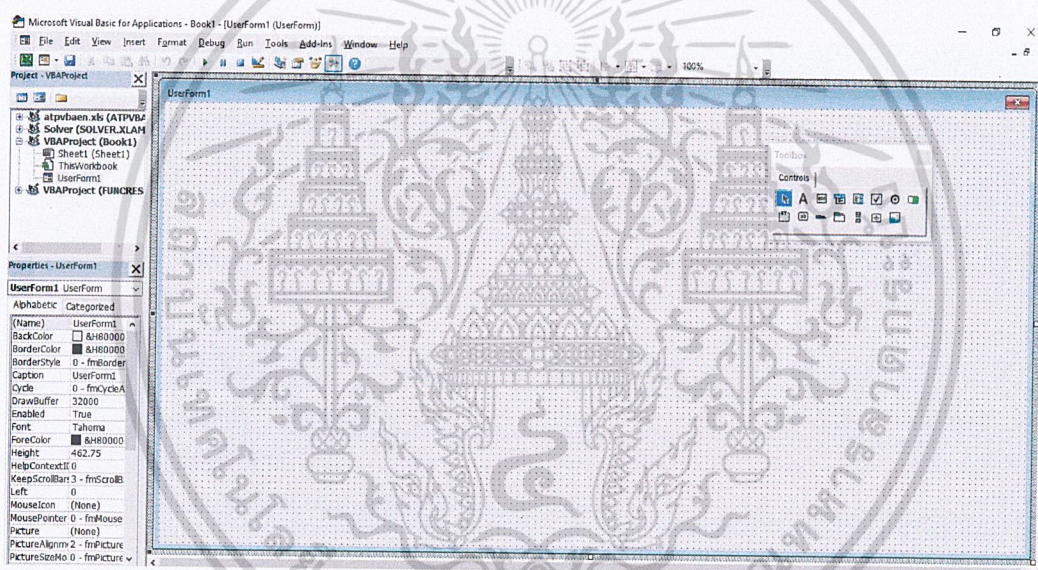 Microsoft Visual Basic for Applications - Book1 - [UserForm1 (UserForm)]
File Edit View Insert Format Debug Run Tools Add-Ins Window Help
100%
Project - VBAProject
atpvbaen.xls (ATPVBA
Solver (SOLVER.XLAM
VBAProject (Book1)
Sheet1 (Sheet1)
ThisWorkbook
UserForm1
VBAProject (FUNCRES
Properties - UserForm1
UserForm1 UserForm
Alphabetic Categorized
(Name) UserForm1
BackColor &H80000
BorderColor &H80000
BorderStyle 0 - fmBorder
Caption UserForm1
Cycle 0 - fmCycleA
DrawBuffer 32000
Enabled True
Font Tahoma
ForeColor &H80000
Height 462.75
HelpContextID 0
KeepScrollBars 3 - fmScrollB
Left 0
MouseIcon (None)
MousePointer 0 - fmMouse
Picture (None)
PictureAlignm 2 - fmPicture
PictureSizeMo 0 - fmPicture
UserForm1
Toolbox
Controls